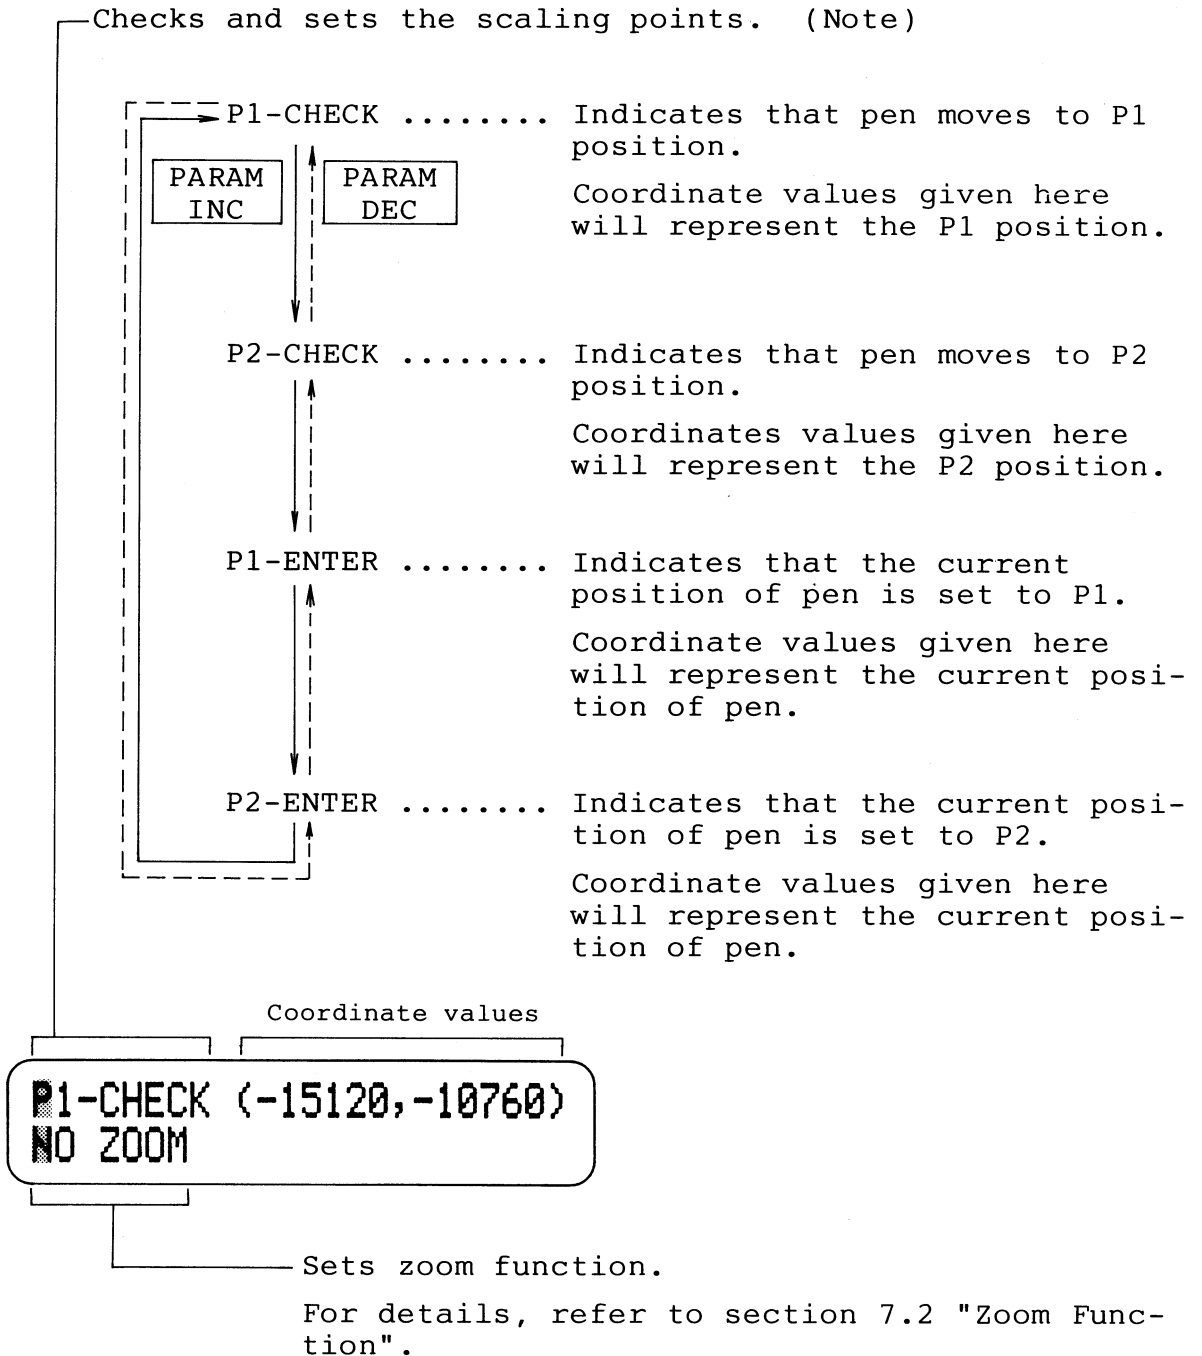 Checks and sets the scaling points. (Note)
P1-CHECK ........ Indicates that pen moves to P1
position.
PARAM
INC
PARAM
DEC
Coordinate values given here
will represent the P1 position.
P2-CHECK ........ Indicates that pen moves to P2
position.
Coordinates values given here
will represent the P2 position.
P1-ENTER ........ Indicates that the current
position of pen is set to P1.
Coordinate values given here
will represent the current posi-
tion of pen.
P2-ENTER ........ Indicates that the current posi-
tion of pen is set to P2.
Coordinate values given here
will represent the current posi-
tion of pen.
Coordinate values
P1-CHECK (-15120,-10760)
NO ZOOM
Sets zoom function.
For details, refer to section 7.2 "Zoom Func-
tion".